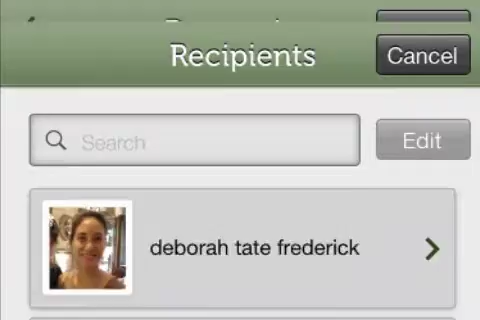 Recipients
Cancel
Search
Edit
deborah tate frederick